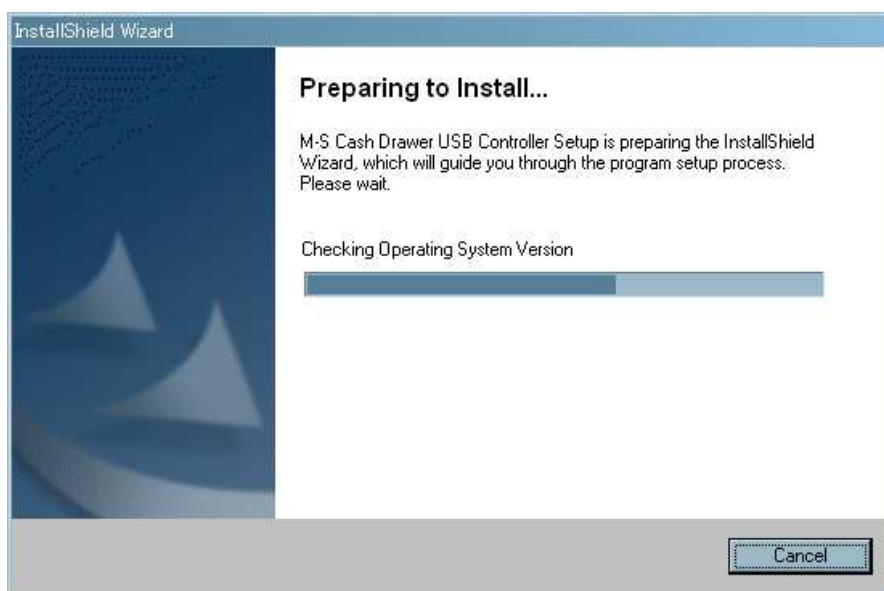 InstallShield Wizard
Preparing to Install...
M-S Cash Drawer USB Controller Setup is preparing the InstallShield
Wizard, which will guide you through the program setup process.
Please wait.
Checking Operating System Version
Cancel